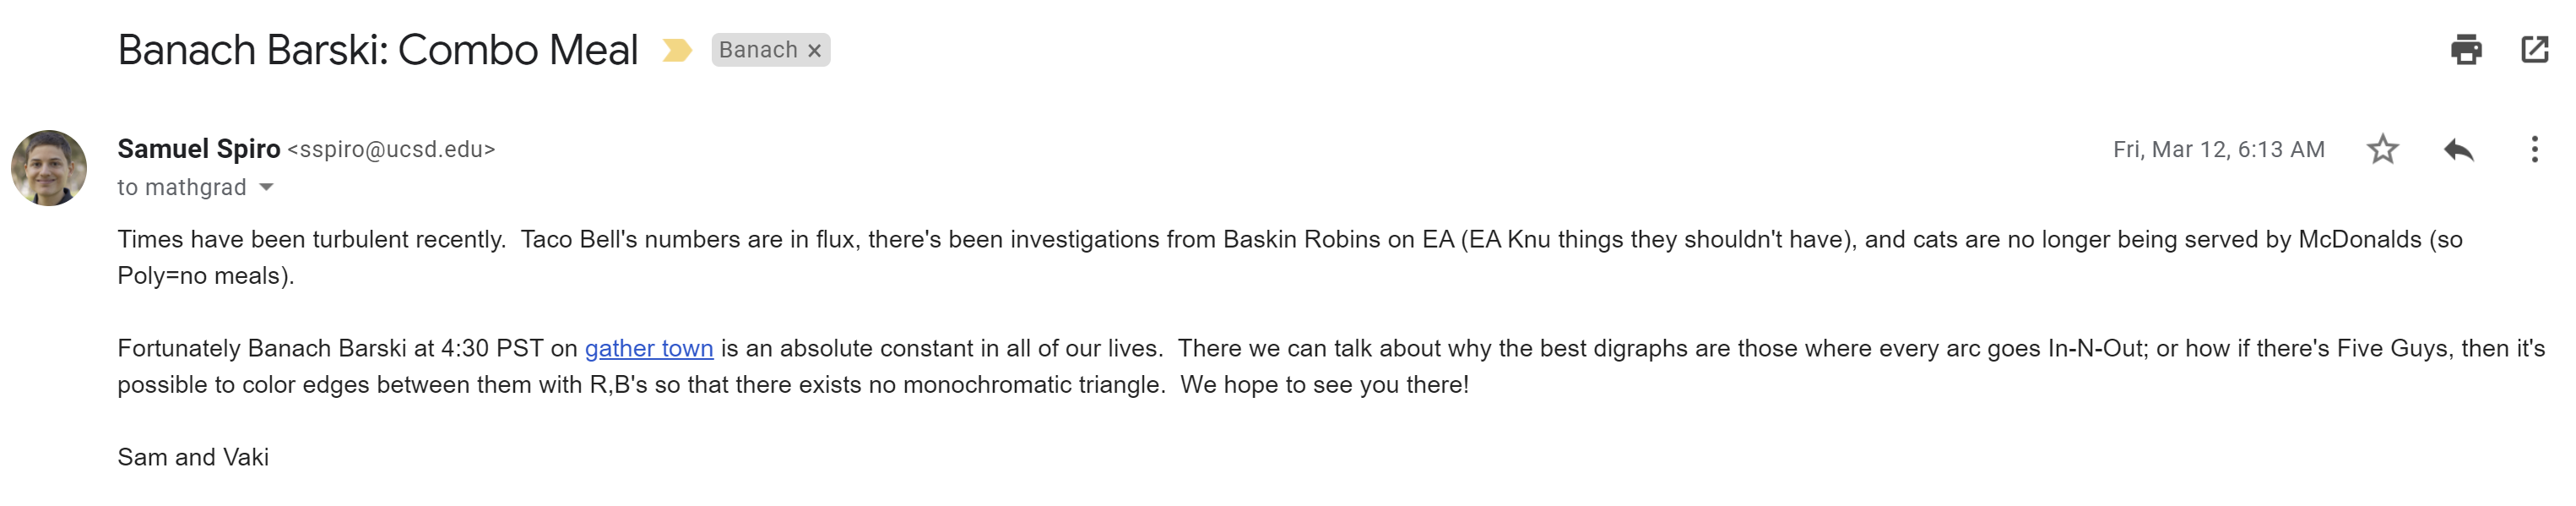 Banach Barski: Combo Meal Banach ×
Samuel Spiro <sspiro@ucsd.edu> Fri, Mar 12, 6:13 AM
to mathgrad
Times have been turbulent recently.  Taco Bell's numbers are in flux, there's been investigations from Baskin Robins on EA (EA Knu things they shouldn't have), and cats are no longer being served by McDonalds (so
Poly=no meals).
Fortunately Banach Barski at 4:30 PST on gather town is an absolute constant in all of our lives.  There we can talk about why the best digraphs are those where every arc goes In-N-Out; or how if there's Five Guys, then it's
possible to color edges between them with R,B's so that there exists no monochromatic triangle.  We hope to see you there!
Sam and Vaki